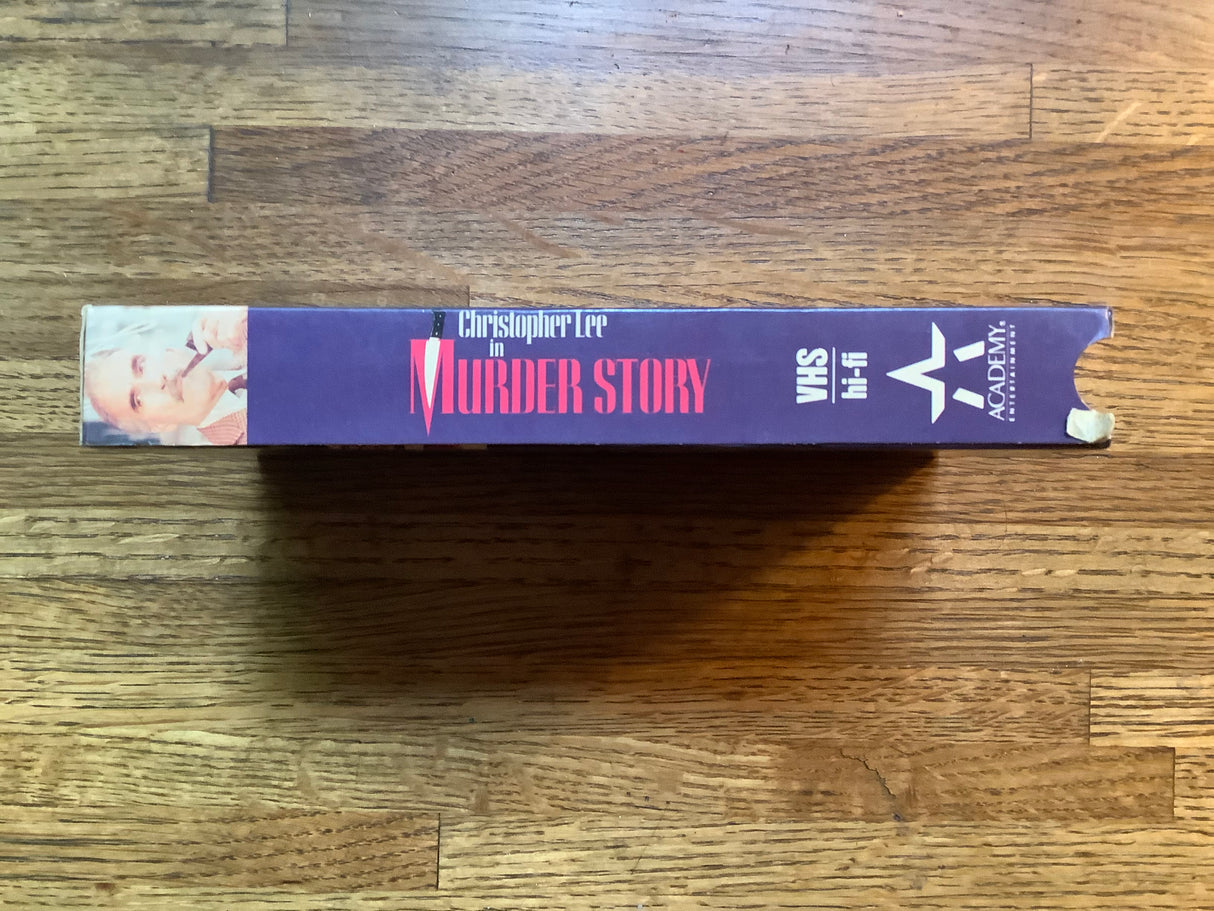 Christopher Lee
in
MURDER STORY
VHS
hi-fi
ACADEMY®
ENTERTAINMENT